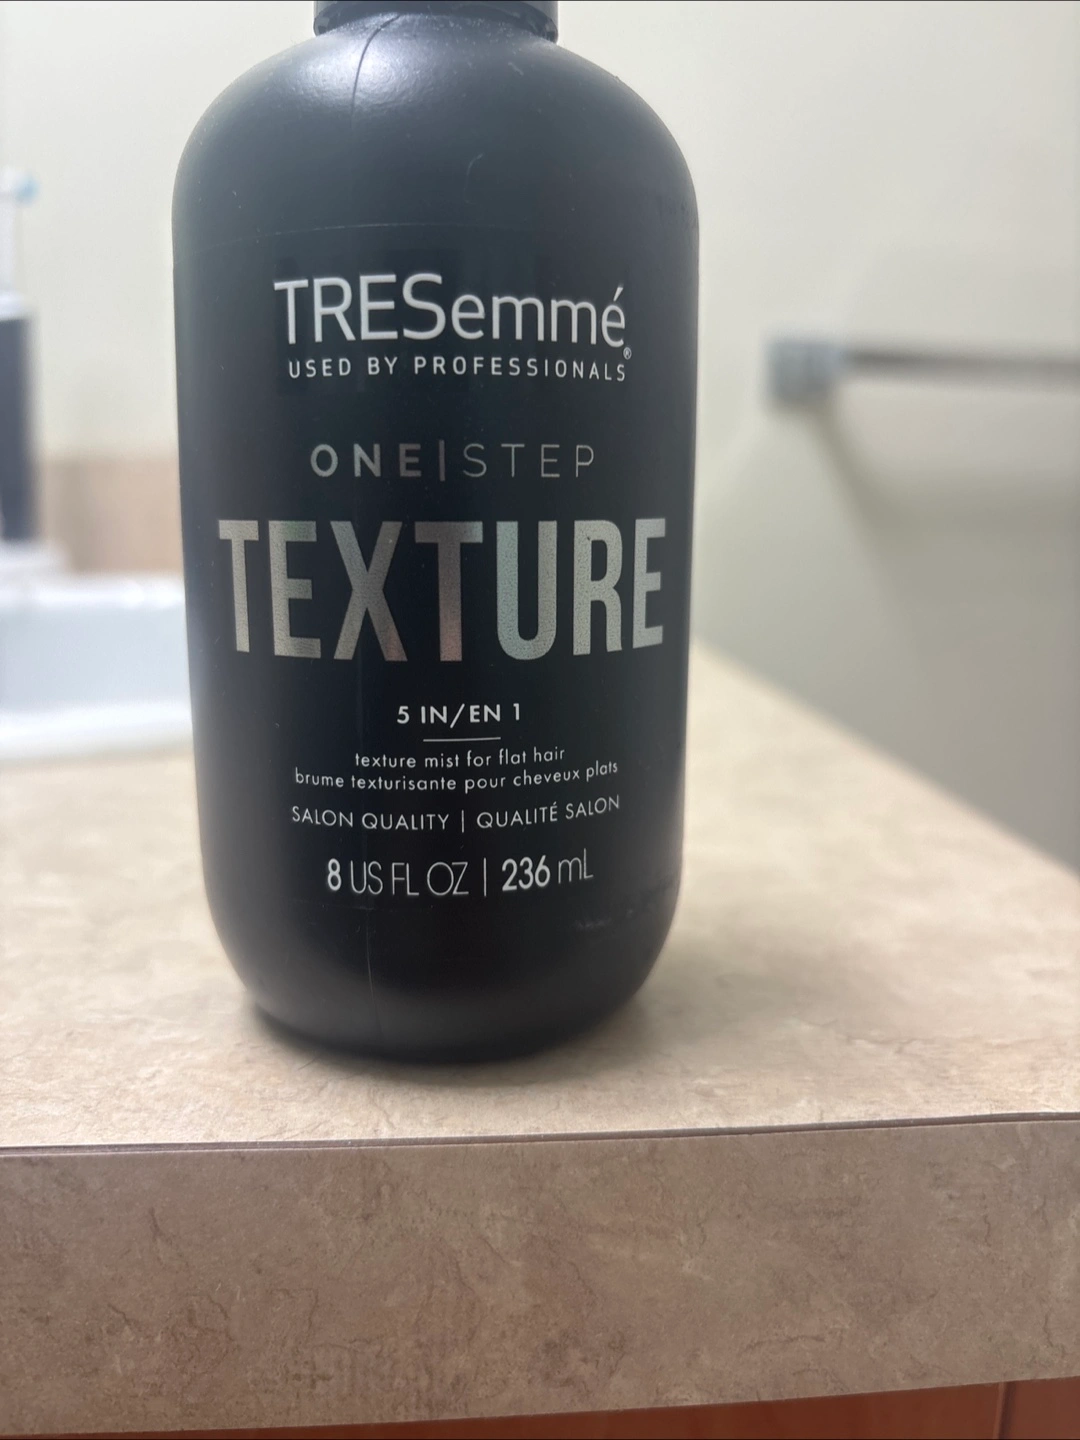 TRESemmé®
USED BY PROFESSIONALS
ONE|STEP
TEXTURE
5 IN/EN 1
texture mist for flat hair
brume texturisante pour cheveux plats
SALON QUALITY | QUALITÉ SALON
8 US FL OZ | 236 mL